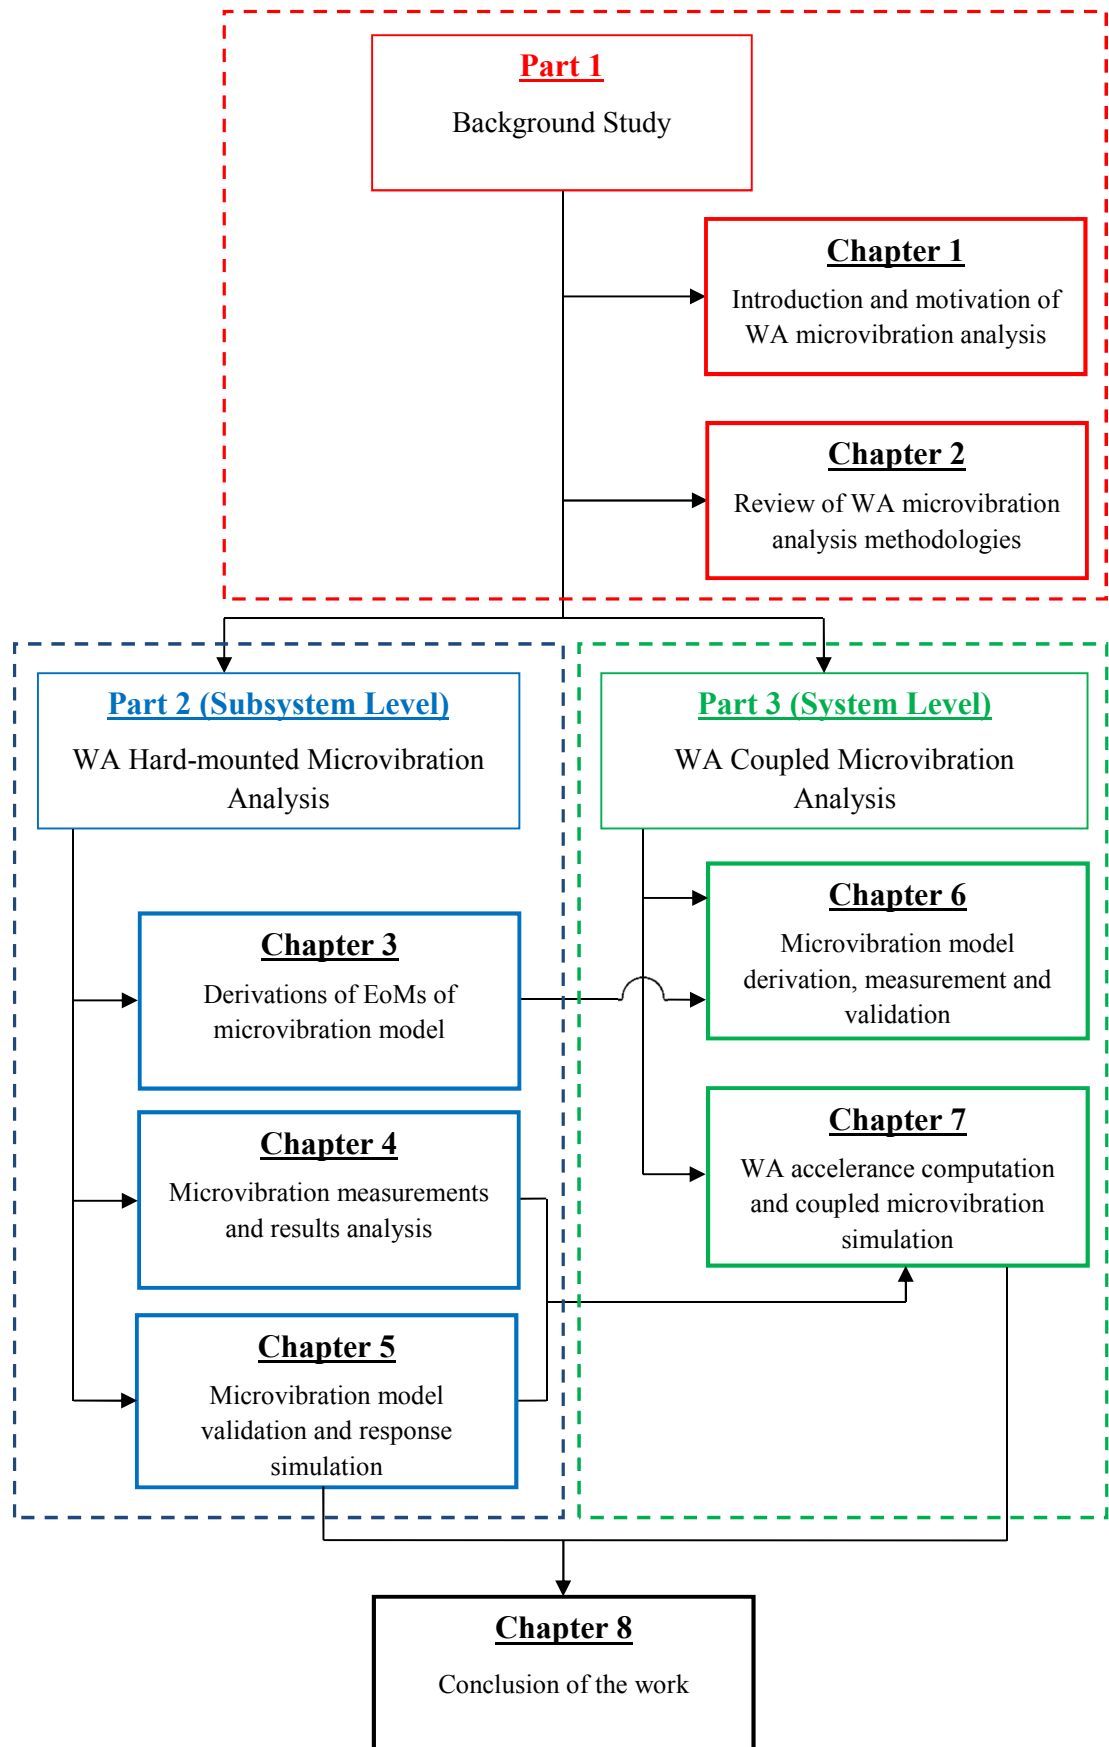 Part 1
Background Study
Chapter 1
Introduction and motivation of
WA microvibration analysis
Chapter 2
Review of WA microvibration
analysis methodologies
Part 2 (Subsystem Level)
WA Hard-mounted Microvibration
Analysis
Chapter 3
Derivations of EoMs of
microvibration model
Chapter 4
Microvibration measurements
and results analysis
Chapter 5
Microvibration model
validation and response
simulation
Part 3 (System Level)
WA Coupled Microvibration
Analysis
Chapter 6
Microvibration model
derivation, measurement and
validation
Chapter 7
WA accelerance computation
and coupled microvibration
simulation
Chapter 8
Conclusion of the work